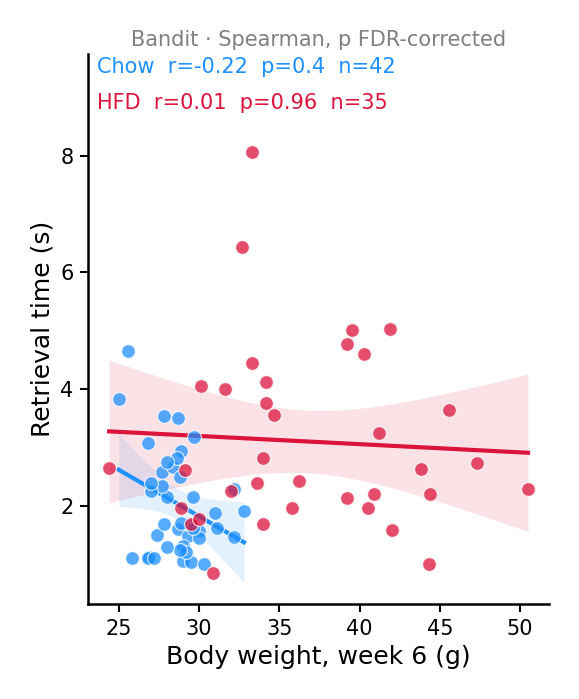 Bandit · Spearman, p FDR-corrected
Chow r=-0.22 p=0.4 n=42
HFD r=0.01 p=0.96 n=35
8
6
4
2
Retrieval time (s)
25 30 35 40 45 50
Body weight, week 6 (g)